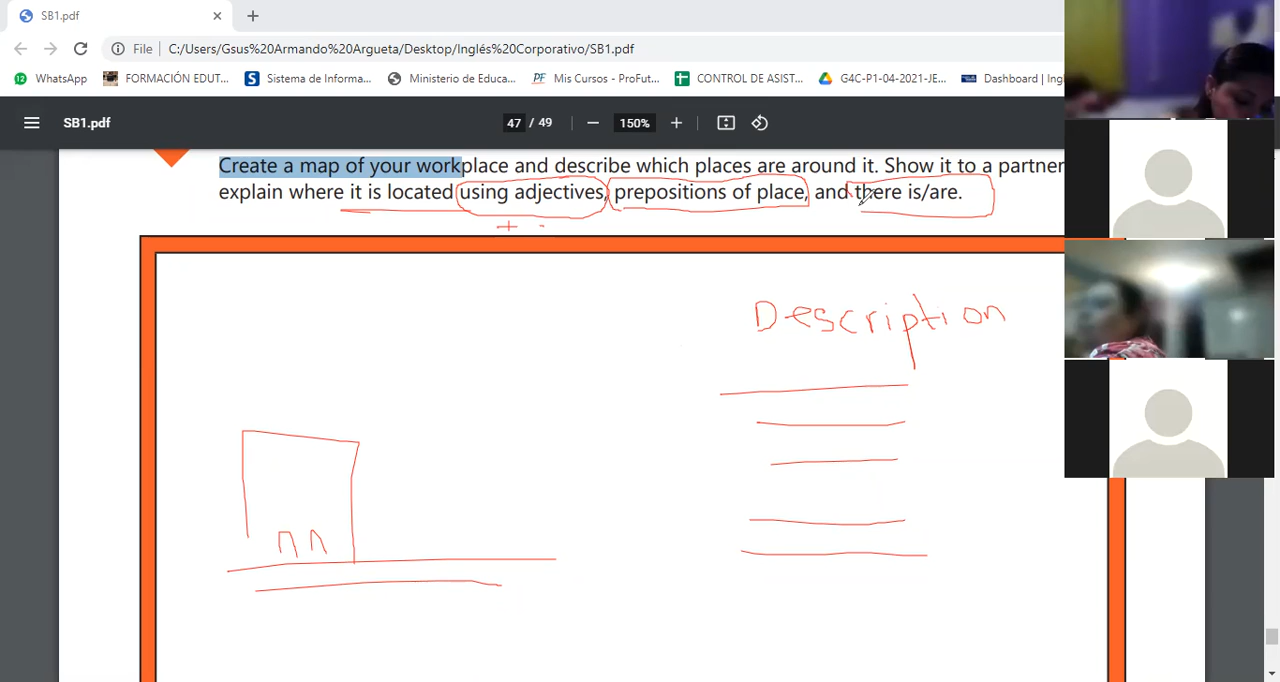 SB1.pdf
File
C:/Users/Gsus%20Armando%20Argueta/Desktop/Inglés%20Corporativo/SB1.pdf
WhatsApp
FORMACIÓN EDUT...
Sistema de Informa...
Ministerio de Educa...
PF Mis Cursos - ProFut...
CONTROL DE ASIST...
G4C-P1-04-2021-JE...
Dashboard | Ingl
SB1.pdf
47 / 49
150%
Create a map of your workplace and describe which places are around it. Show it to a partner
explain where it is located using adjectives, prepositions of place, and there is/are.
Description